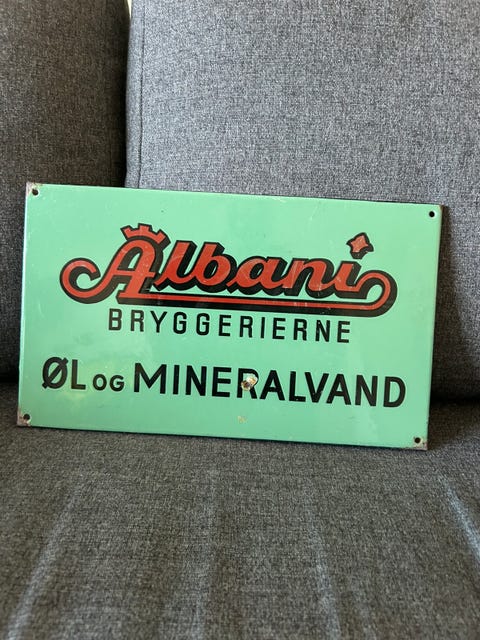 Albani
BRYGGERIERNE
ØL OG MINERALVAND